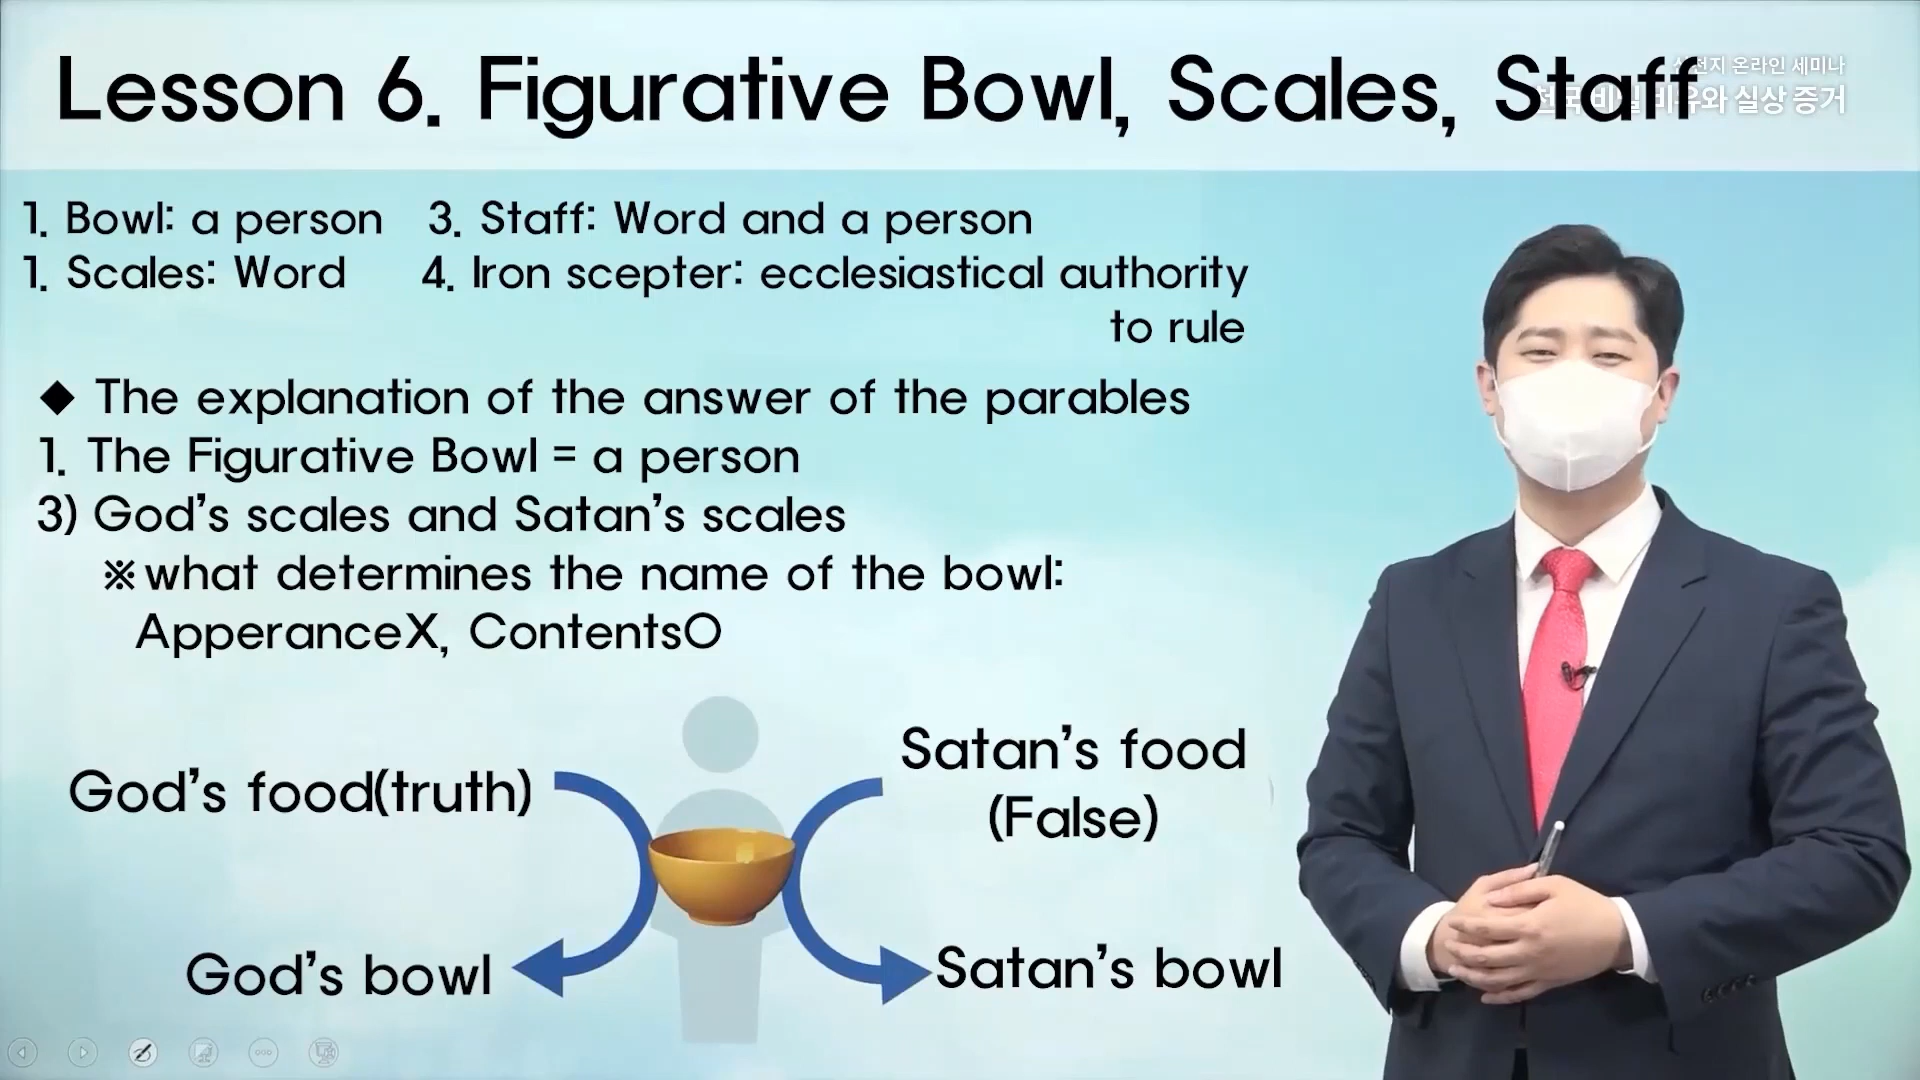 Lesson 6. Figurative Bowl, Scales, Staff
온라인 세미나
실상 증거
1. Bowl: a person 3. Staff: Word and a person
1. Scales: Word 4. Iron scepter: ecclesiastical authority
to rule
◆ The explanation of the answer of the parables
1. The Figurative Bowl = a person
3) God's scales and Satan's scales
※what determines the name of the bowl:
ApperanceX, ContentsO
God's food(truth)
Satan's food
(False)
God's bowl
Satan's bowl